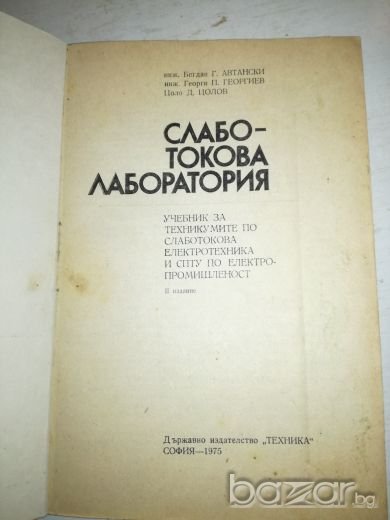 инж. Богдан Г. АВТАНСКИ
инж. Георги П. ГЕОРГИЕВ
Цоло Д. ЦОЛОВ
СЛАБО-
ТОКОВА
ЛАБОРАТОРИЯ
УЧЕБНИК ЗА
ТЕХНИКУМИТЕ ПО
СЛАБОТОКОВА
ЕЛЕКТРОТЕХНИКА
И СПТУ ПО ЕЛЕКТРО-
ПРОМИШЛЕНОСТ
II издание
Държавно издателство „ТЕХНИКА“
СОФИЯ—1975
bazar.bg